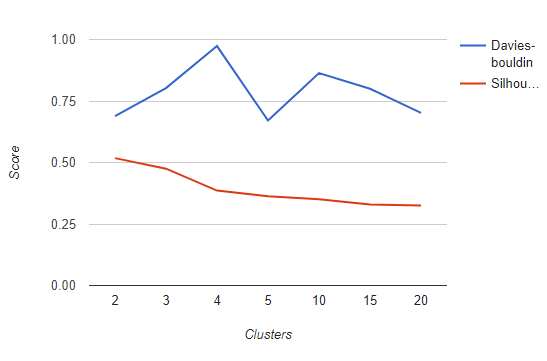 1.00
0.75
0.50
0.25
0.00
Score
2 3 4 5 10 15 20
Clusters
Davies-
bouldin
Silhou...